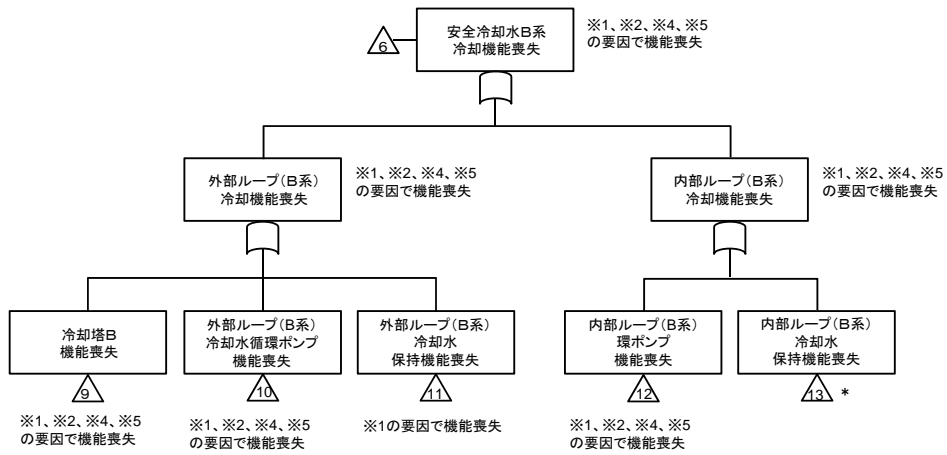 安全冷却水B系
冷却機能喪失
※1、※2、※4、※5
の要因で機能喪失
6
外部ループ(B系)
冷却機能喪失
※1、※2、※4、※5
の要因で機能喪失
内部ループ(B系)
冷却機能喪失
※1、※2、※4、※5
の要因で機能喪失
冷却塔B
機能喪失
9
※1、※2、※4、※5
の要因で機能喪失
外部ループ(B系)
冷却水循環ポンプ
機能喪失
10
※1、※2、※4、※5
の要因で機能喪失
外部ループ(B系)
冷却水
保持機能喪失
11
※1の要因で機能喪失
内部ループ(B系)
環ポンプ
機能喪失
12
※1、※2、※4、※5
の要因で機能喪失
内部ループ(B系)
冷却水
保持機能喪失
13 *